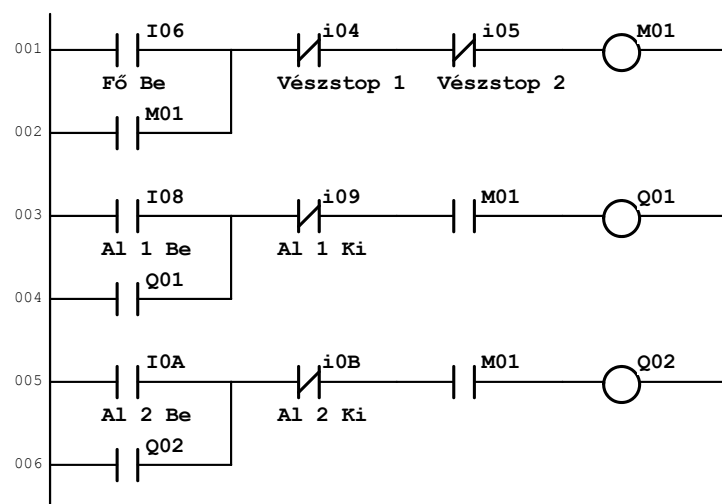 I06 i04 i05 M01
001
Fő Be Vészstop 1 Vészstop 2
M01
002
I08 i09 M01 Q01
003
Al 1 Be Al 1 Ki
Q01
004
I0A i0B M01 Q02
005
Al 2 Be Al 2 Ki
Q02
006